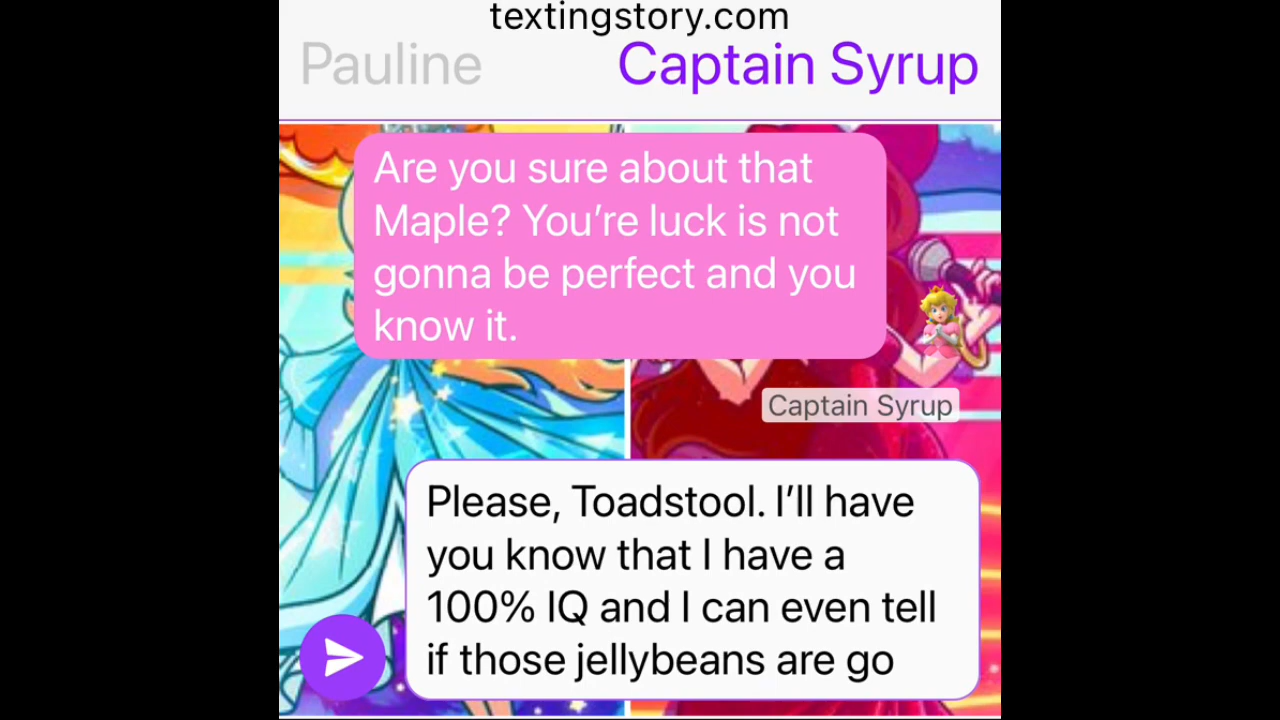 textingstory.com
Pauline
Captain Syrup
Are you sure about that
Maple? You’re luck is not
gonna be perfect and you
know it.
Captain Syrup
Please, Toadstool. I’ll have
you know that I have a
100% IQ and I can even tell
if those jellybeans are go